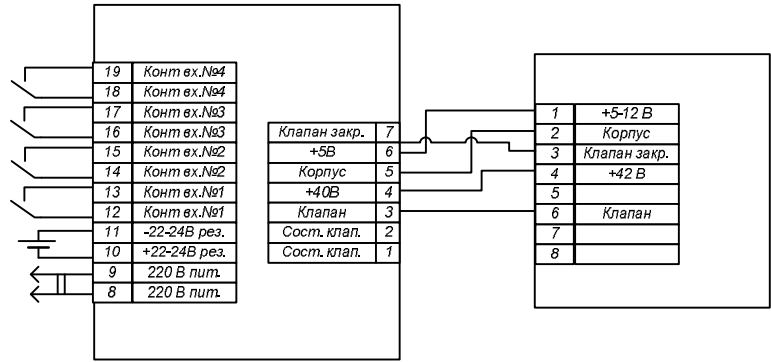 19 Конт вх.№4
18 Конт вх.№4
17 Конт вх.№3
16 Конт вх.№3
15 Конт вх.№2
14 Конт вх.№2
13 Конт вх.№1
12 Конт вх.№1
11 -22-24В рез.
10 +22-24В рез.
9 220 В пит.
8 220 В пит.
Клапан закр. 7
+5В 6
Корпус 5
+40В 4
Клапан 3
Сост. клап. 2
Сост. клап. 1
1 +5-12 В
2 Корпус
3 Клапан закр.
4 +42 В
5
6 Клапан
7
8